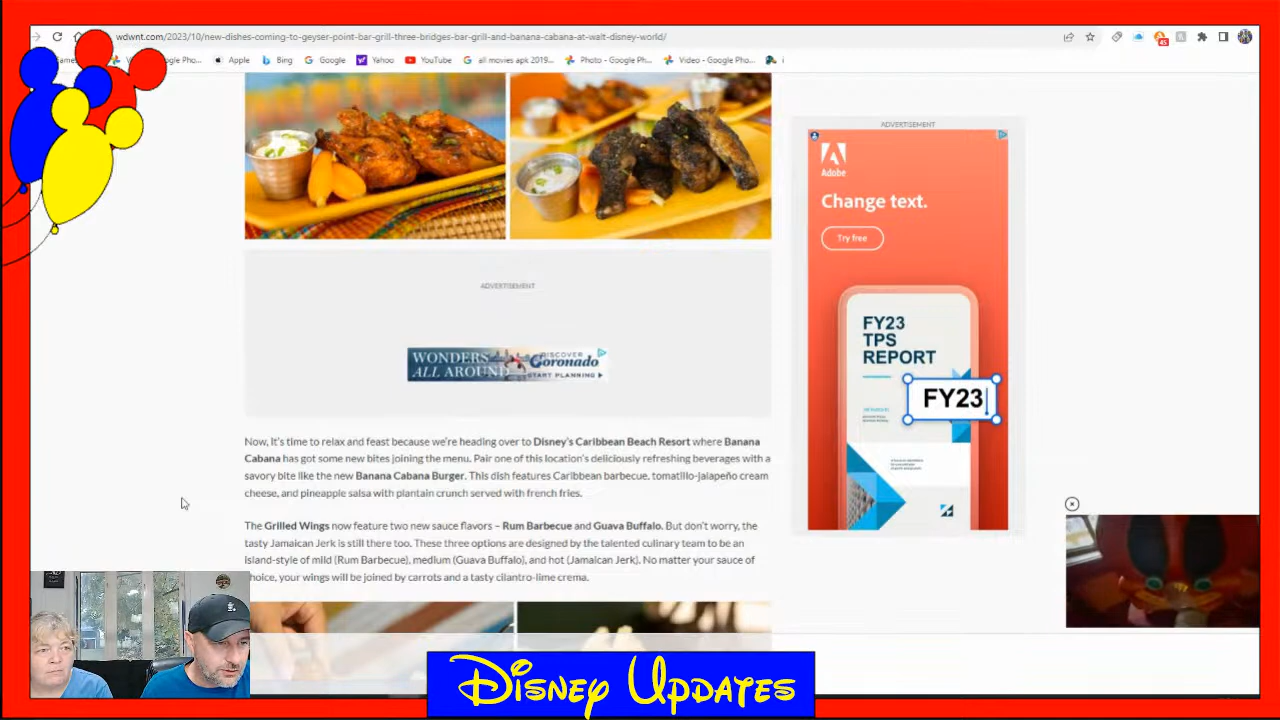 wdwnt.com/2023/10/new-dishes-coming-to-geyser-point-bar-grill-three-bridges-bar-grill-and-banana-cabana-at-walt-disney-world/
45
Apple Bing Google Yahoo YouTube all movies apk 2019... Photo - Google Ph... Video - Google Pho...
ADVERTISEMENT
Adobe
Change text.
Try free
FY23
TPS
REPORT
FY23
ADVERTISEMENT
WONDERS
ALL AROUND
DISCOVER
Coronado
START PLANNING
Now, it's time to relax and feast because we're heading over to Disney's Caribbean Beach Resort where Banana
Cabana has got some new bites joining the menu. Pair one of this location's deliciously refreshing beverages with a
savory bite like the new Banana Cabana Burger. This dish features Caribbean barbecue, tomatillo-jalapeño cream
cheese, and pineapple salsa with plantain crunch served with french fries.
The Grilled Wings now feature two new sauce flavors – Rum Barbecue and Guava Buffalo. But don't worry, the
tasty Jamaican Jerk is still there too. These three options are designed by the talented culinary team to be an
island-style of mild (Rum Barbecue), medium (Guava Buffalo), and hot (Jamaican Jerk). No matter your sauce of
choice, your wings will be joined by carrots and a tasty cilantro-lime crema.
Disney Updates